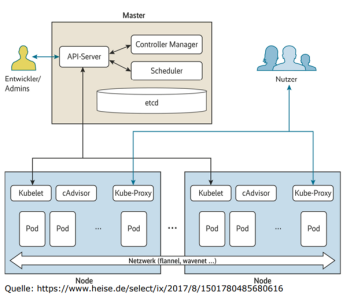 Master
API-Server
Controller Manager
Scheduler
etcd
Entwickler/
Admins
Nutzer
Kubelet cAdvisor Kube-Proxy
Kubelet cAdvisor Kube-Proxy
Pod Pod ... Pod
...
Pod Pod ... Pod
Netzwerk (flannel, wavenet ...)
Node
Node
Quelle: https://www.heise.de/select/ix/2017/8/1501780485680616